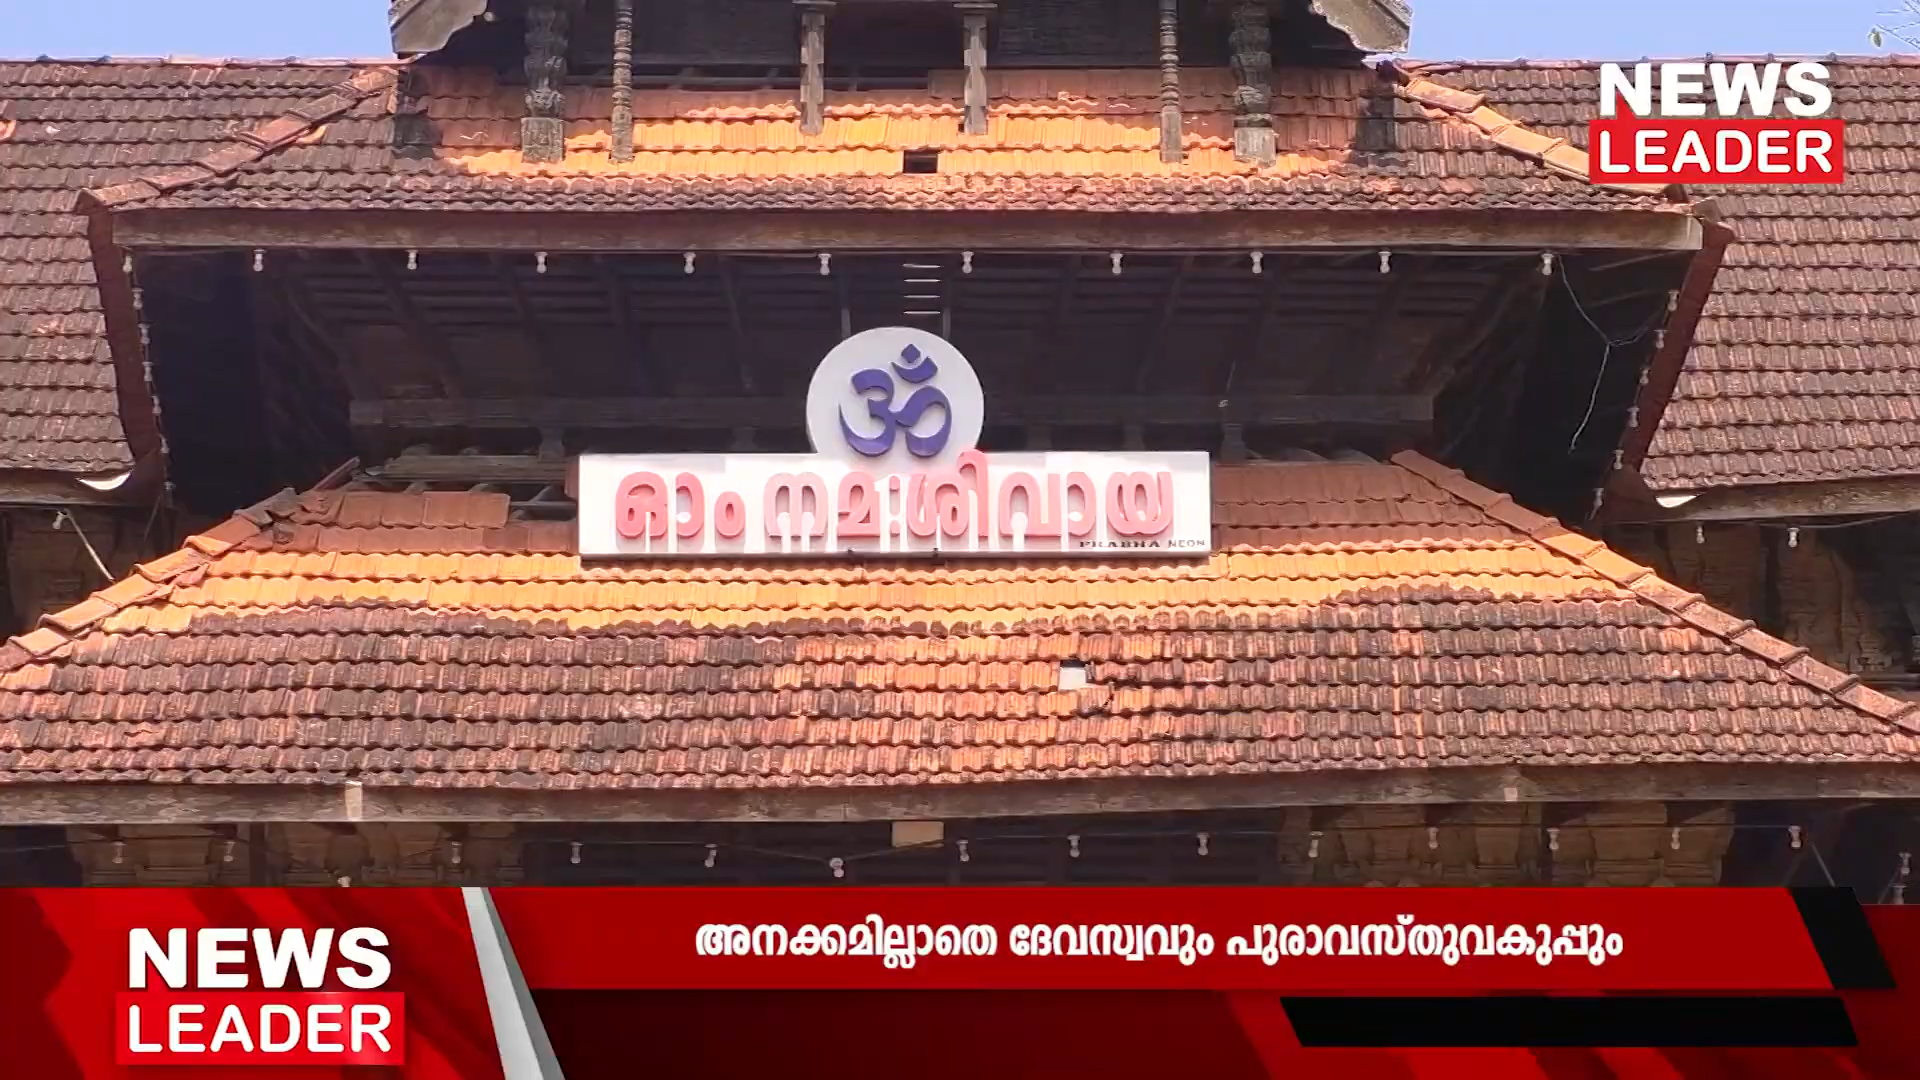 NEWS
LEADER
ॐ
ഓം നമഃശിവായ
PRABHA NEON
അനക്കമില്ലാതെ ദേവസ്വവും പുരാവസ്തുവകുപ്പും
NEWS
LEADER